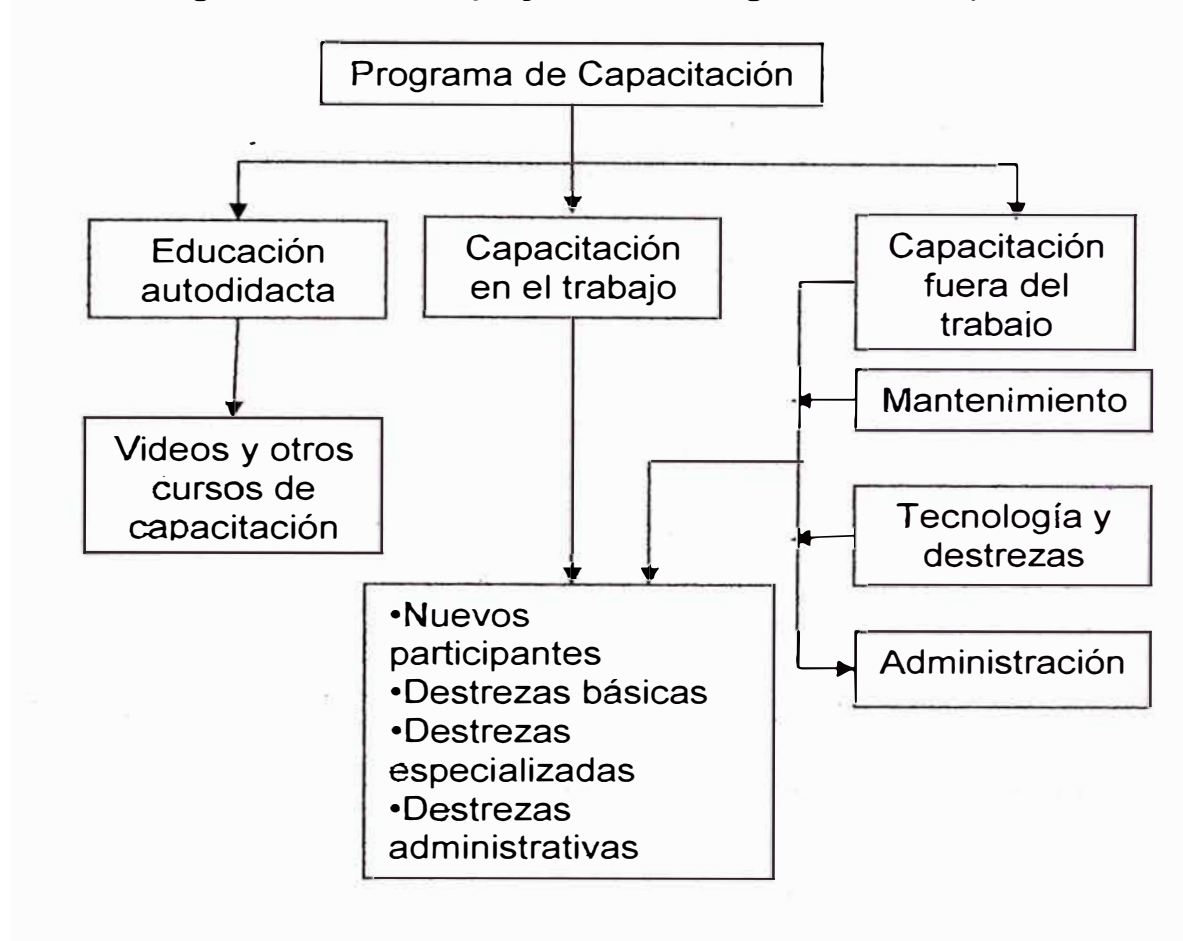 Programa de Capacitación
Educación
autodidacta
Capacitación
en el trabajo
Capacitación
fuera del
trabajo
Videos y otros
cursos de
capacitación
Mantenimiento
Tecnología y
destrezas
Administración
•Nuevos
participantes
•Destrezas básicas
•Destrezas
especializadas
•Destrezas
administrativas